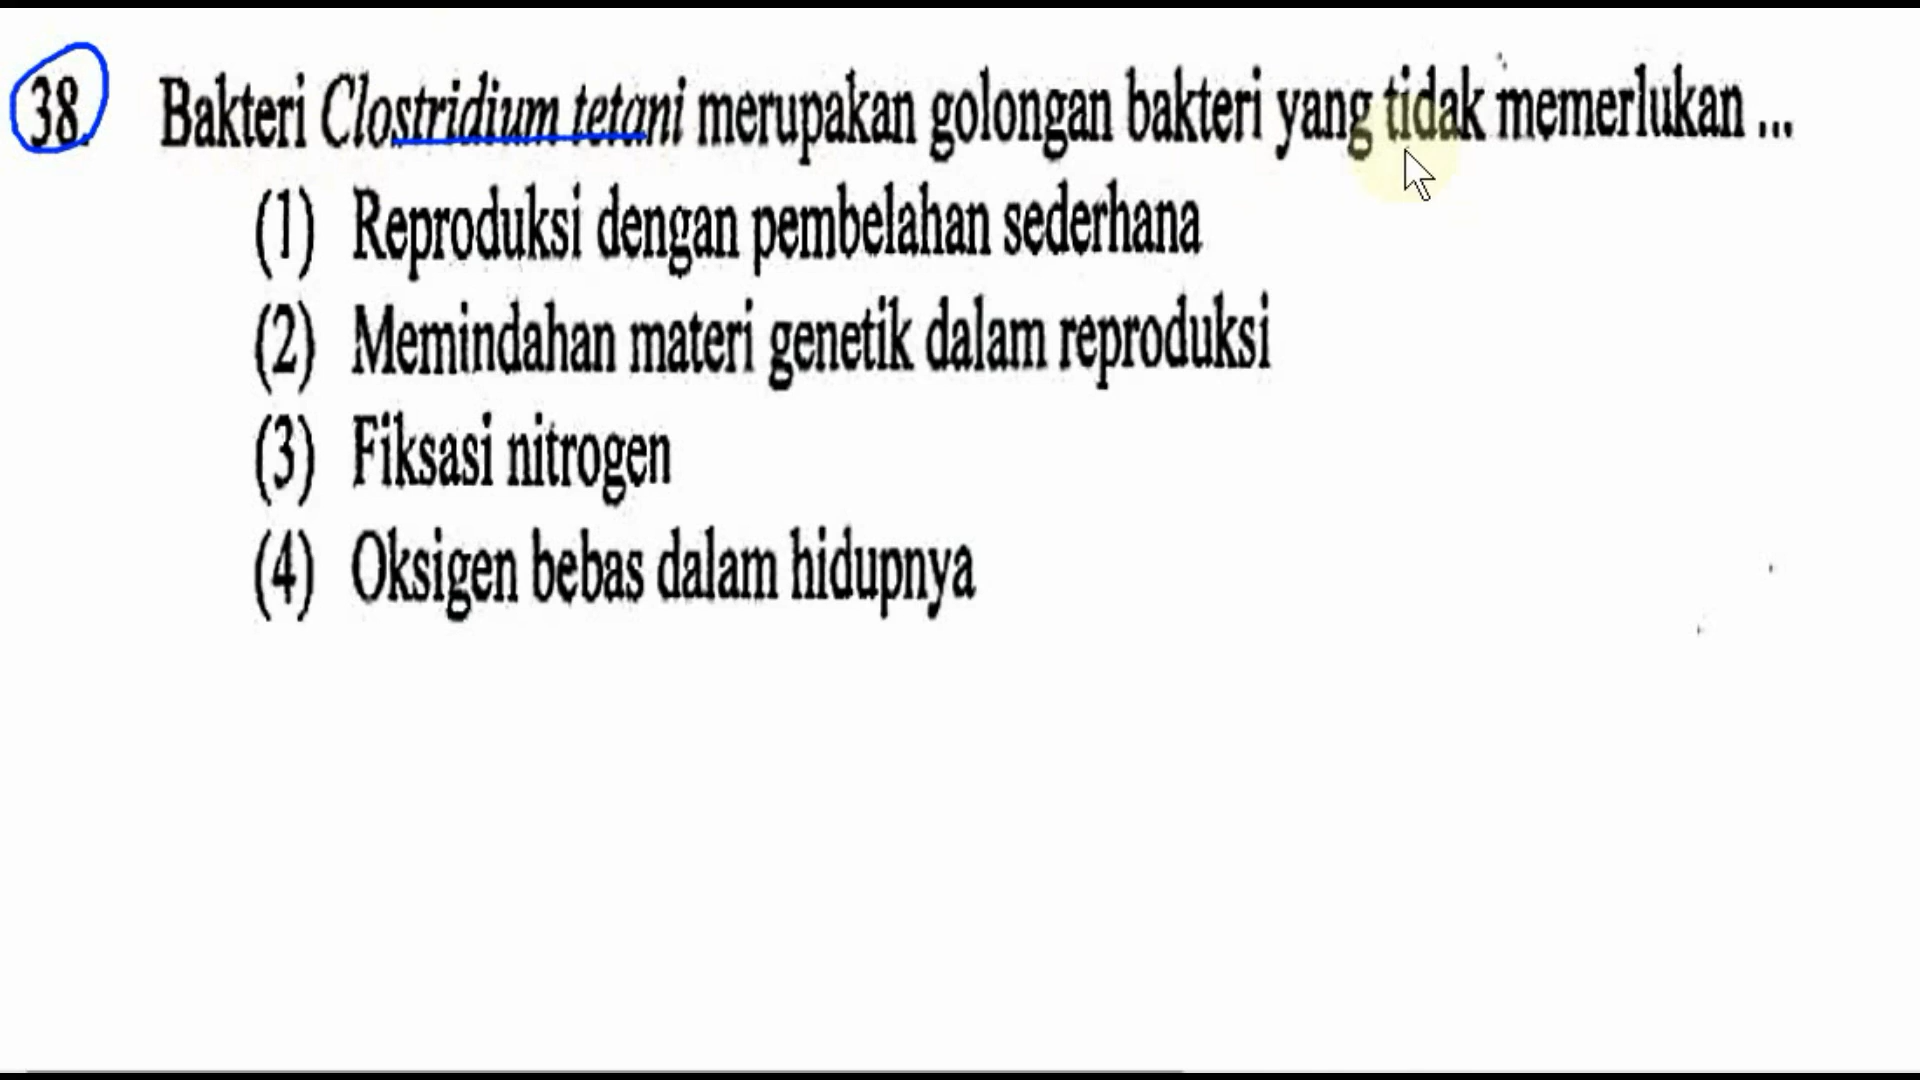 38. Bakteri Clostridium tetani merupakan golongan bakteri yang tidak memerlukan ...
(1) Reproduksi dengan pembelahan sederhana
(2) Memindahan materi genetik dalam reproduksi
(3) Fiksasi nitrogen
(4) Oksigen bebas dalam hidupnya